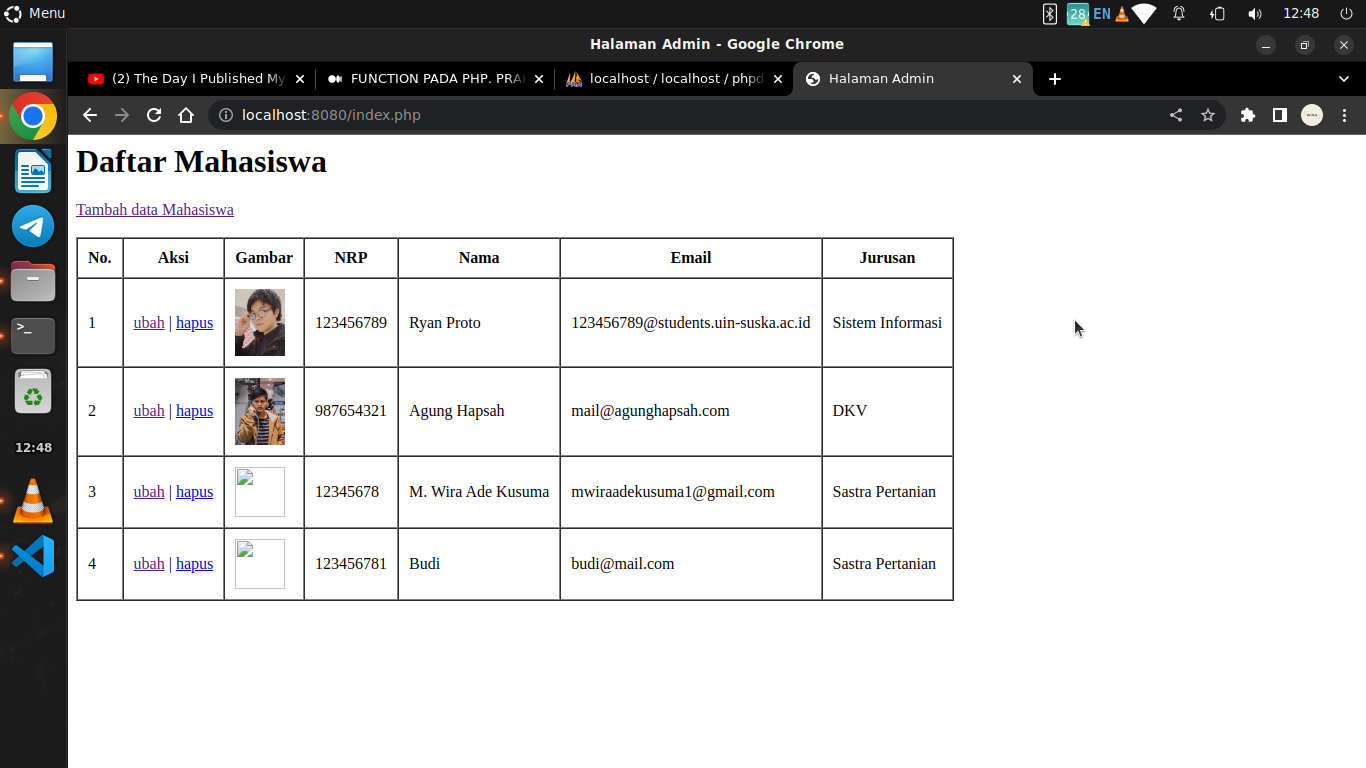 Menu
28 EN 12:48
Halaman Admin - Google Chrome
(2) The Day I Published My
FUNCTION PADA PHP. PRA
localhost / localhost / phpd
Halaman Admin
localhost:8080/index.php
Daftar Mahasiswa
Tambah data Mahasiswa
No. Aksi Gambar NRP Nama Email Jurusan
1 ubah | hapus 123456789 Ryan Proto 123456789@students.uin-suska.ac.id Sistem Informasi
2 ubah | hapus 987654321 Agung Hapsah mail@agunghapsah.com DKV
3 ubah | hapus 12345678 M. Wira Ade Kusuma mwiraadekusuma1@gmail.com Sastra Pertanian
4 ubah | hapus 123456781 Budi budi@mail.com Sastra Pertanian
12:48